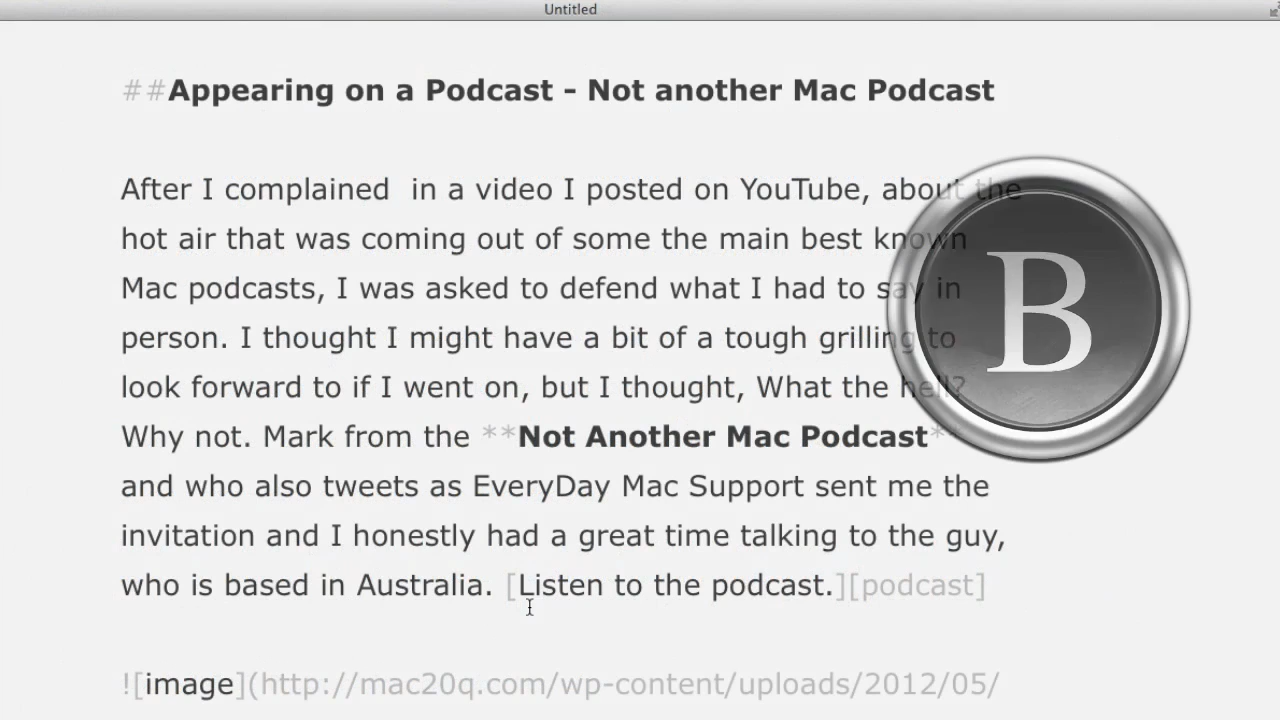 Untitled
##Appearing on a Podcast - Not another Mac Podcast
After I complained  in a video I posted on YouTube, about the
hot air that was coming out of some the main best known
Mac podcasts, I was asked to defend what I had to say in
person. I thought I might have a bit of a tough grilling to
look forward to if I went on, but I thought, What the hell?
Why not. Mark from the **Not Another Mac Podcast**
and who also tweets as EveryDay Mac Support sent me the
invitation and I honestly had a great time talking to the guy,
who is based in Australia. [Listen to the podcast.][podcast]
![image](http://mac20q.com/wp-content/uploads/2012/05/
B